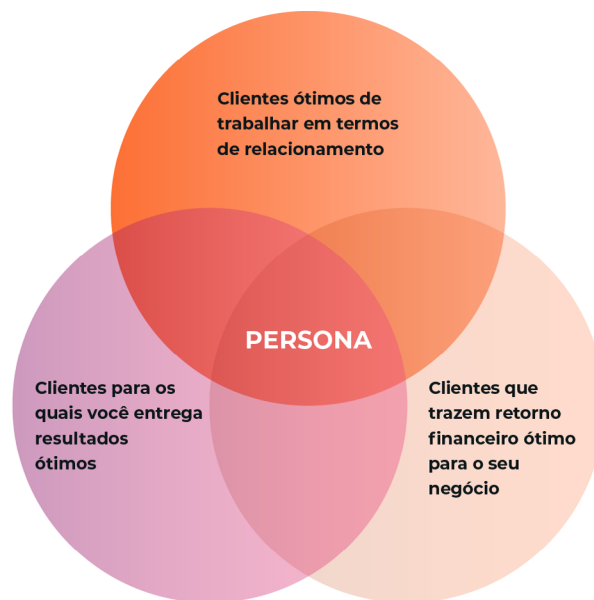 Clientes ótimos de
trabalhar em termos
de relacionamento
PERSONA
Clientes para os
quais você entrega
resultados
ótimos
Clientes que
trazem retorno
financeiro ótimo
para o seu
negócio